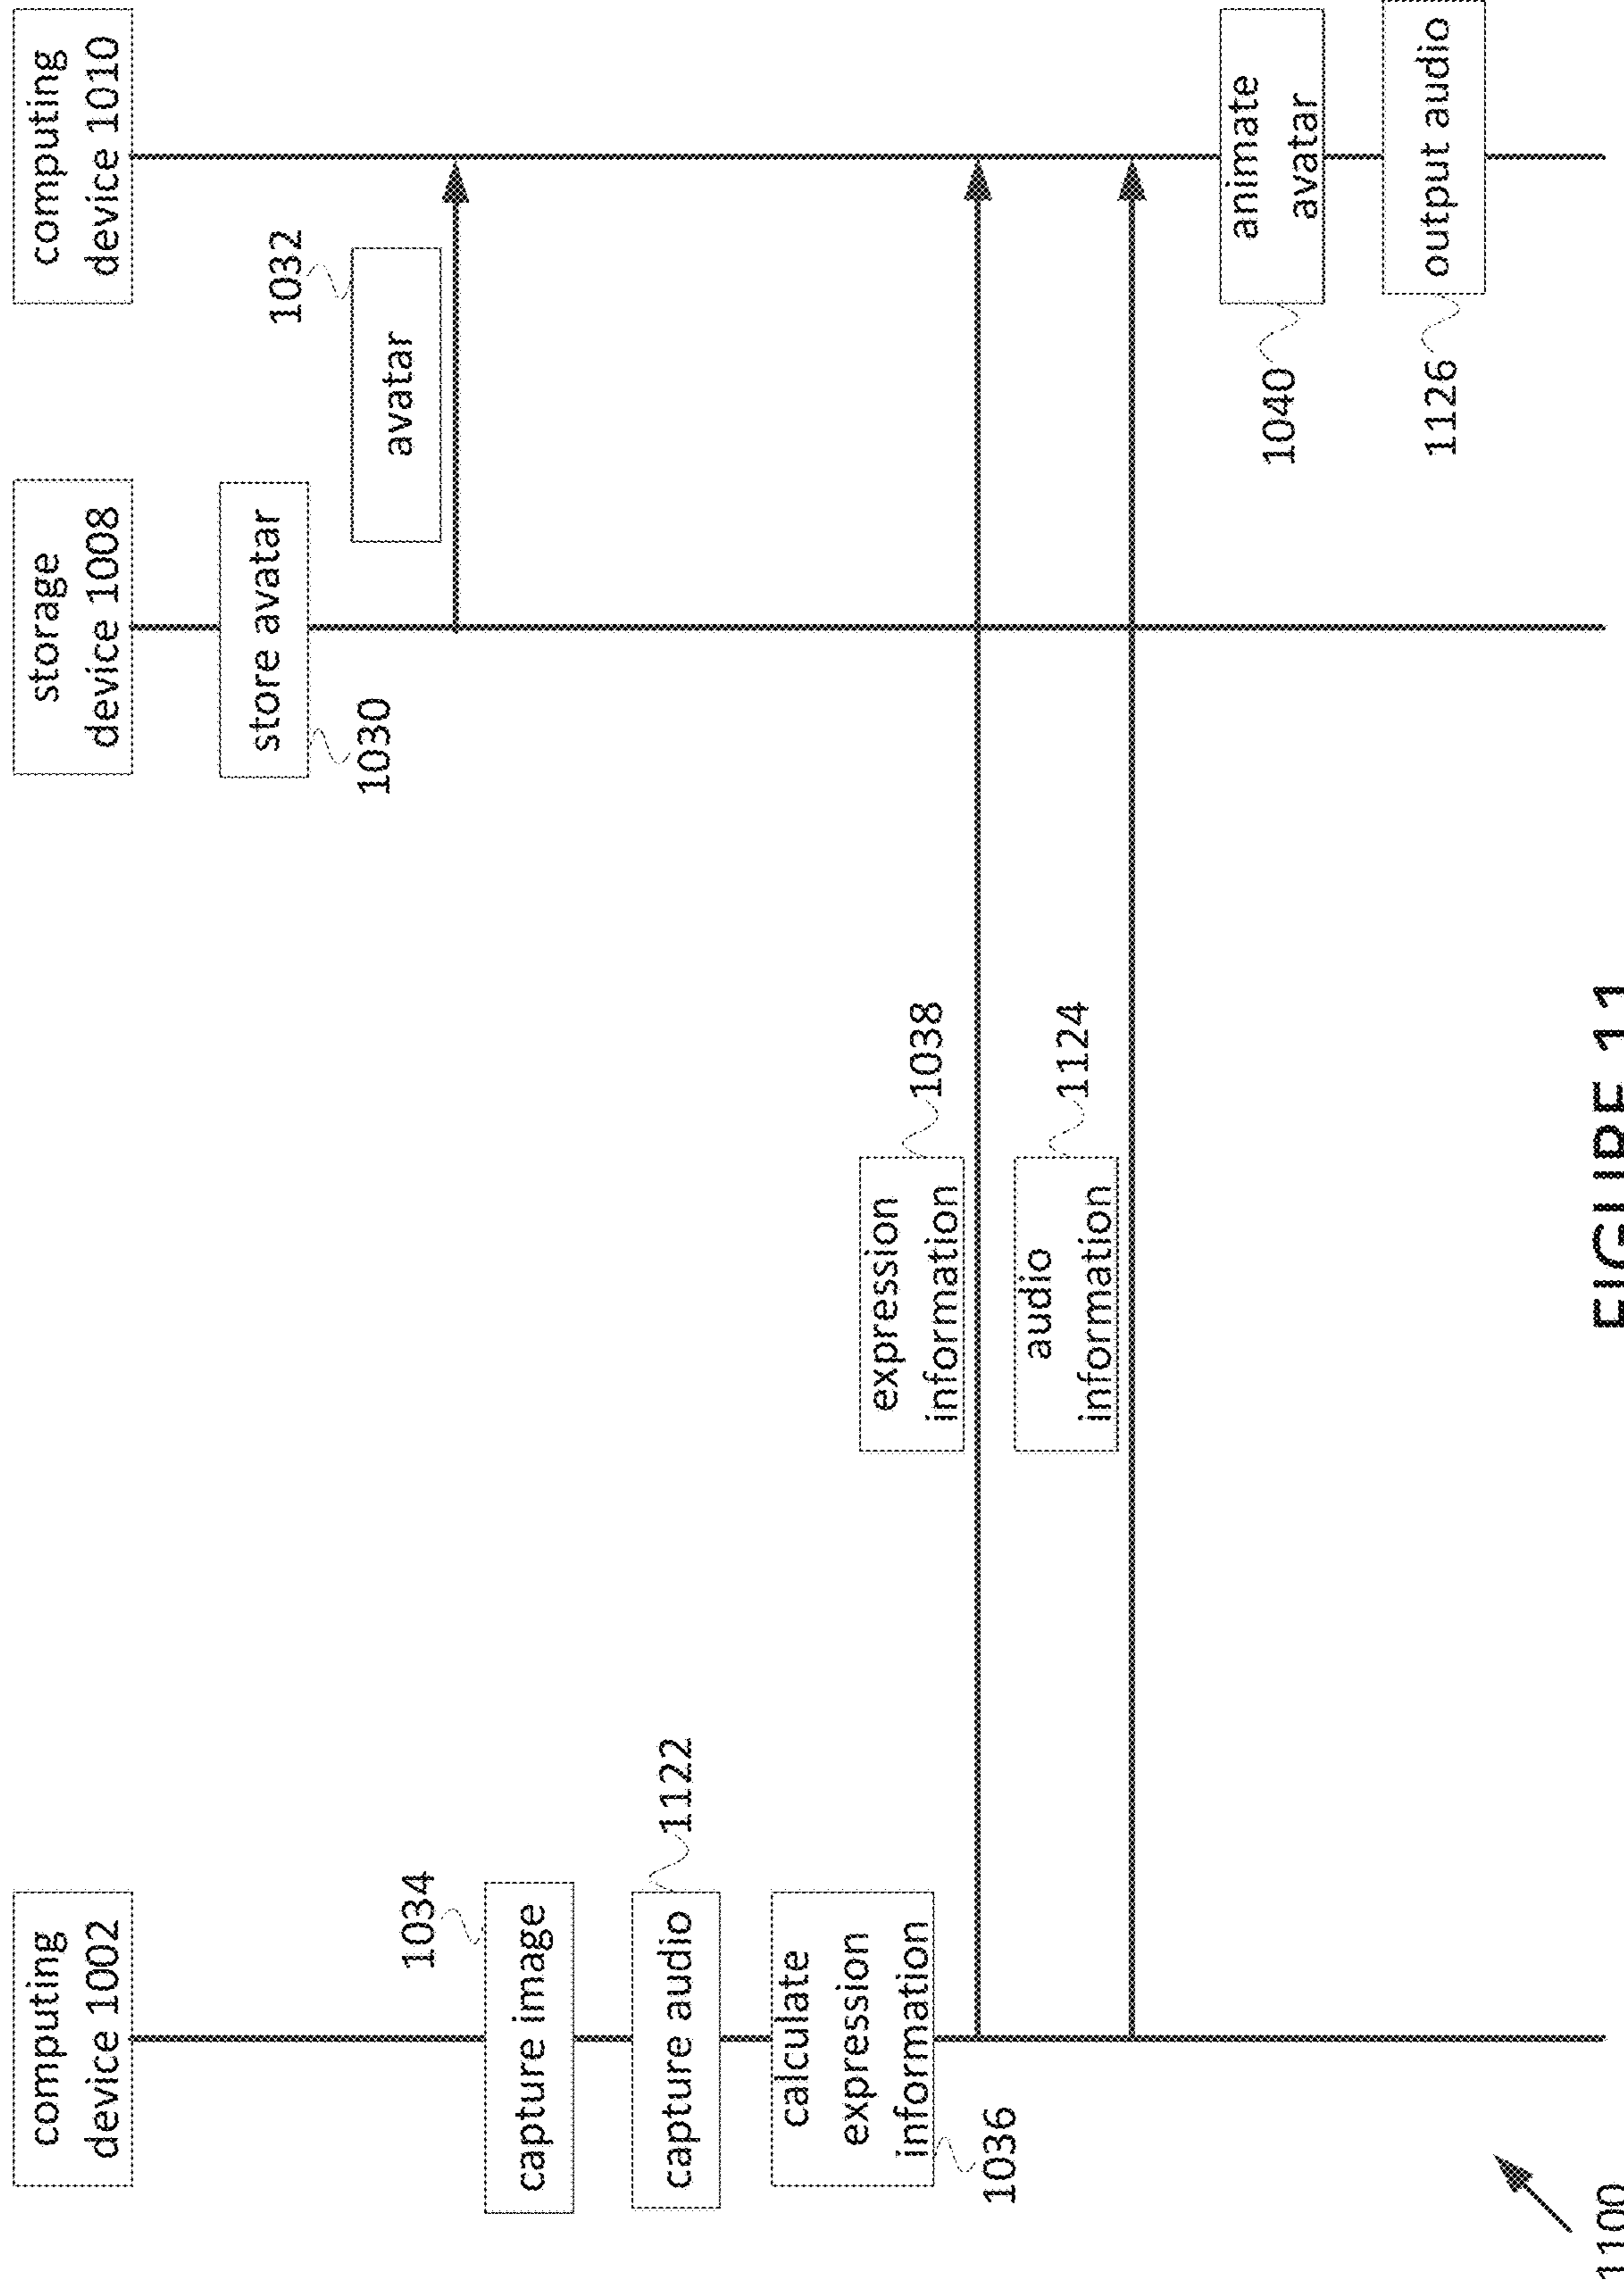 computing
device 1002
storage
device 1008
computing
device 1010
store avatar
1030
1032
avatar
1034
capture image
capture audio
1122
calculate
expression
information
1036
expression
information
1038
audio
information
1124
animate
avatar
1040
output audio
1126
1100
FIGURE 11